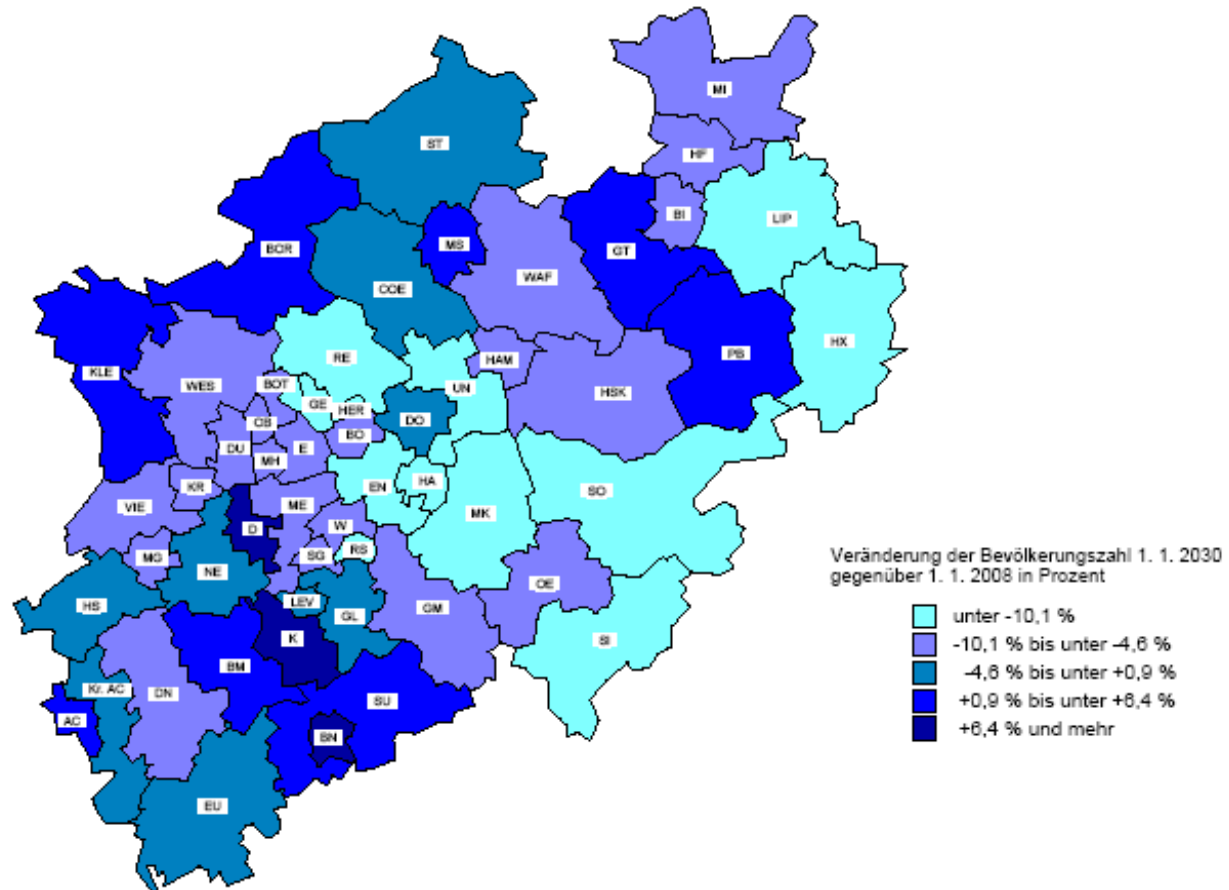 MI
ST
HF
BI
LIP
BOR
MS
GT
WAF
COE
PB
HX
RE
HAM
KLE
WES
BOT
UN
HSK
GE
HER
OB
DO
BO
DU
E
MH
EN
HA
SO
KR
VIE
ME
MK
D
W
MG
SG
RS
NE
OE
HS
LEV
GL
GM
K
SI
BM
Kr. AC
DN
SU
AC
BN
EU
Veränderung der Bevölkerungszahl 1. 1. 2030
gegenüber 1. 1. 2008 in Prozent
unter -10,1 %
-10,1 % bis unter -4,6 %
-4,6 % bis unter +0,9 %
+0,9 % bis unter +6,4 %
+6,4 % und mehr